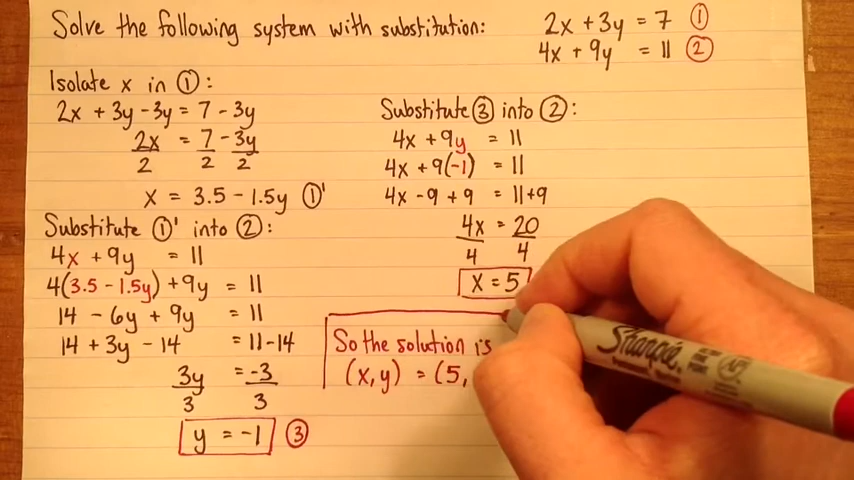 Solve the following system with substitution:
2x + 3y = 7 ①
4x + 9y = 11 ②
Isolate x in ①:
2x + 3y - 3y = 7 - 3y
2x/2 = 7/2 - 3y/2
x = 3.5 - 1.5y ①'
Substitute ①' into ②:
4x + 9y = 11
4(3.5 - 1.5y) + 9y = 11
14 - 6y + 9y = 11
14 + 3y - 14 = 11 - 14
3y/3 = -3/3
y = -1 ③
Substitute ③ into ②:
4x + 9y = 11
4x + 9(-1) = 11
4x - 9 + 9 = 11 + 9
4x/4 = 20/4
x = 5
So the solution is
(x, y) = (5,
Sharpie